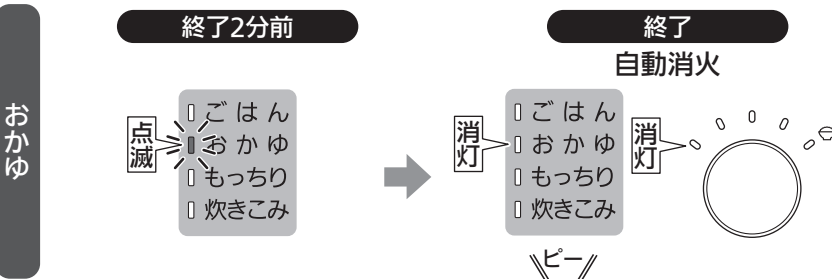 おかゆ
終了2分前
点滅
ごはん
おかゆ
もっちり
炊きこみ
終了
自動消火
消灯
ごはん
おかゆ
もっちり
炊きこみ
消灯
ピー